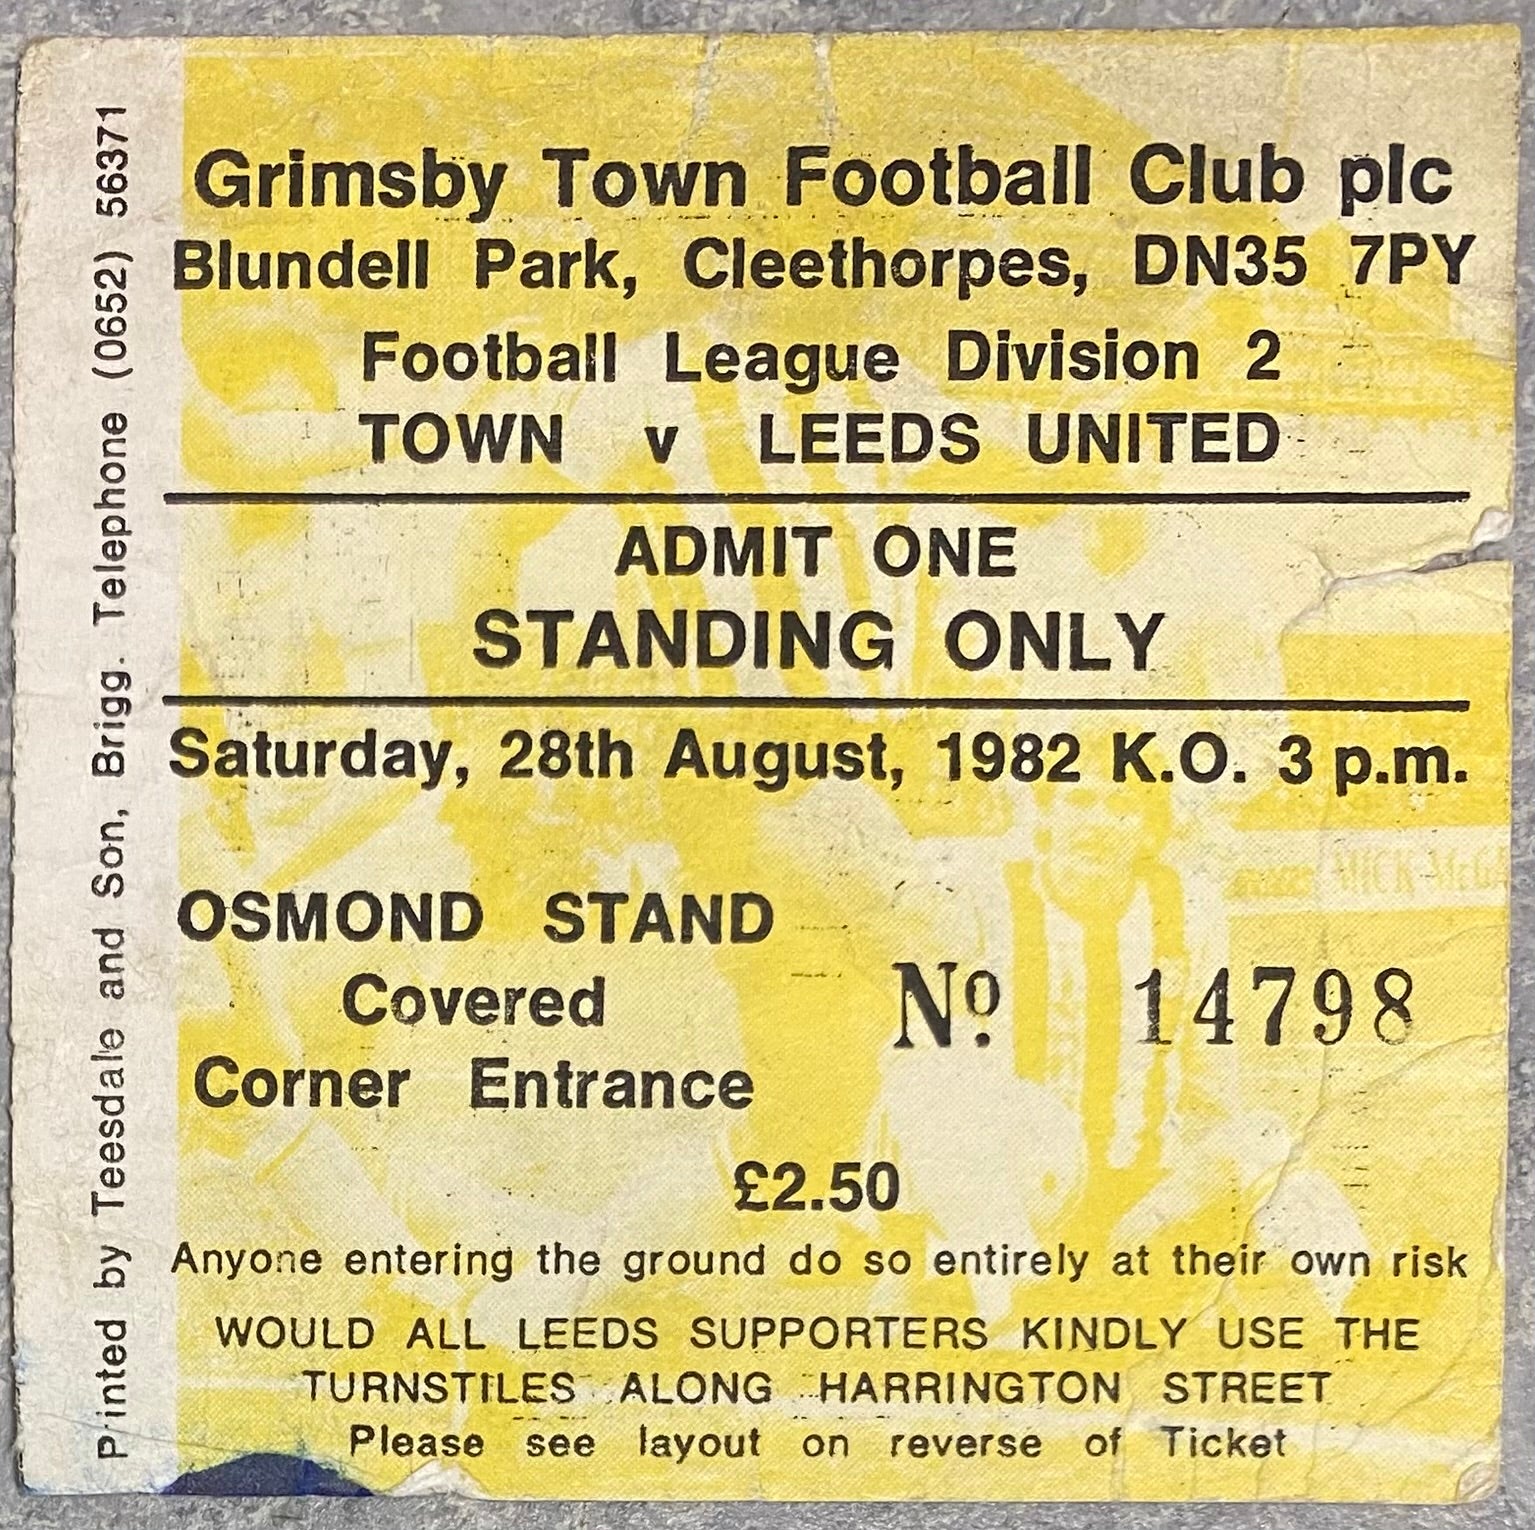 Grimsby Town Football Club plc
Blundell Park, Cleethorpes, DN35 7PY
Football League Division 2
TOWN v LEEDS UNITED
ADMIT ONE
STANDING ONLY
Saturday, 28th August, 1982 K.O. 3 p.m.
OSMOND STAND
Covered
Corner Entrance
Nº 14798
£2.50
Anyone entering the ground do so entirely at their own risk
WOULD ALL LEEDS SUPPORTERS KINDLY USE THE
TURNSTILES ALONG HARRINGTON STREET
Please see layout on reverse of Ticket
Printed by Teesdale and Son, Brigg. Telephone (0652) 56371
MICK